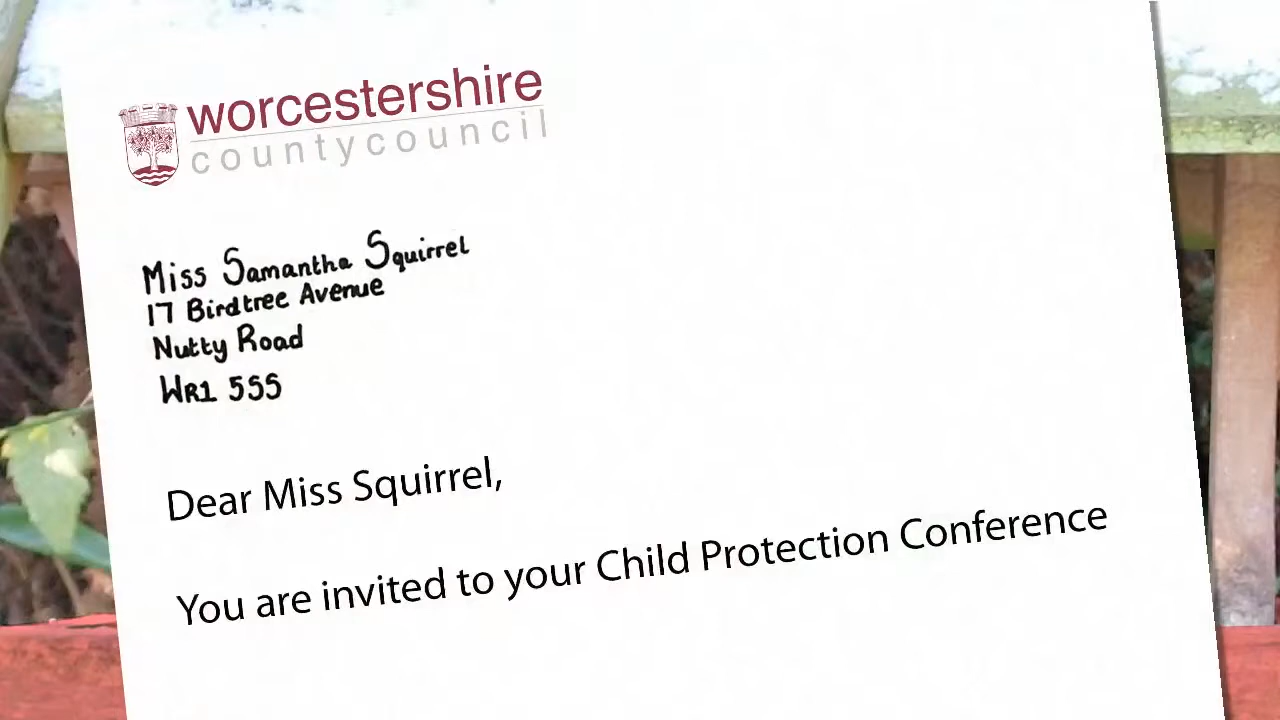 worcestershire
countycouncil
Miss Samantha Squirrel
17 Birdtree Avenue
Nutty Road
WR1 5SS
Dear Miss Squirrel,
You are invited to your Child Protection Conference